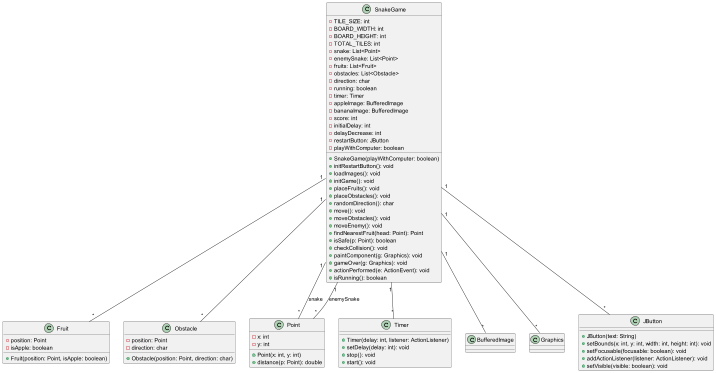 C SnakeGame
TILE_SIZE: int
BOARD_WIDTH: int
BOARD_HEIGHT: int
TOTAL_TILES: int
snake: List<Point>
enemySnake: List<Point>
fruits: List<Fruit>
obstacles: List<Obstacle>
direction: char
running: boolean
timer: Timer
appleImage: BufferedImage
bananaImage: BufferedImage
score: int
initialDelay: int
delayDecrease: int
restartButton: JButton
playWithComputer: boolean
SnakeGame(playWithComputer: boolean)
initRestartButton(): void
loadImages(): void
initGame(): void
placeFruits(): void
placeObstacles(): void
randomDirection(): char
move(): void
moveObstacles(): void
moveEnemy(): void
findNearestFruit(head: Point): Point
isSafe(p: Point): boolean
checkCollision(): void
paintComponent(g: Graphics): void
gameOver(g: Graphics): void
actionPerformed(e: ActionEvent): void
isRunning(): boolean
1
1
1
1
1
1
1
1
snake
enemySnake
*
*
*
*
*
*
*
*
C Fruit
position: Point
isApple: boolean
Fruit(position: Point, isApple: boolean)
C Obstacle
position: Point
direction: char
Obstacle(position: Point, direction: char)
C Point
x: int
y: int
Point(x: int, y: int)
distance(p: Point): double
C Timer
Timer(delay: int, listener: ActionListener)
setDelay(delay: int): void
stop(): void
start(): void
C BufferedImage
C Graphics
C JButton
JButton(text: String)
setBounds(x: int, y: int, width: int, height: int): void
setFocusable(focusable: boolean): void
addActionListener(listener: ActionListener): void
setVisible(visible: boolean): void